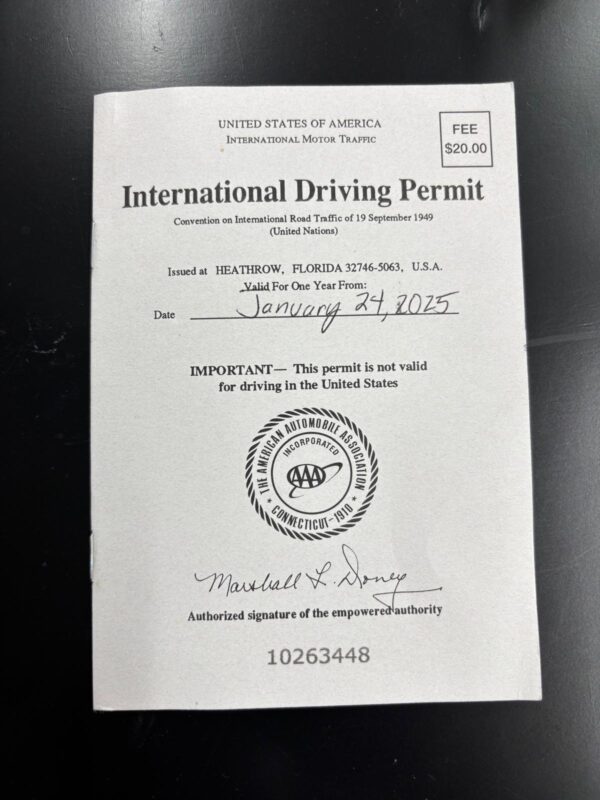 UNITED STATES OF AMERICA
INTERNATIONAL MOTOR TRAFFIC
FEE
$20.00
International Driving Permit
Convention on International Road Traffic of 19 September 1949
(United Nations)
Issued at HEATHROW, FLORIDA 32746-5063, U.S.A.
Valid For One Year From:
Date January 24, 2025
IMPORTANT— This permit is not valid
for driving in the United States
THE AMERICAN AUTOMOBILE ASSOCIATION
INCORPORATED
AAA
* CONNECTICUT-1910 *
Marshall L. Doney
Authorized signature of the empowered authority
10263448